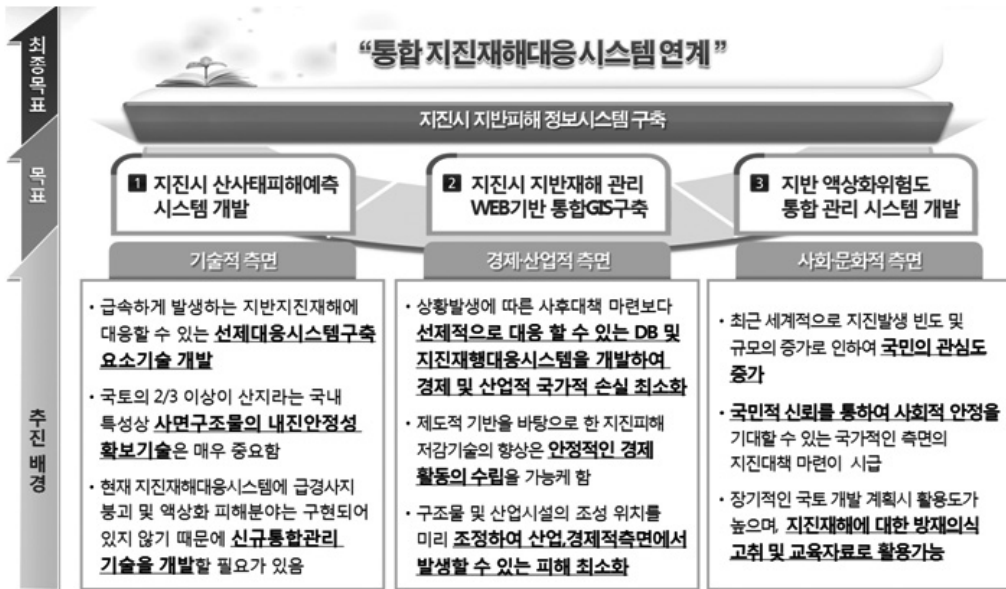 최종목표
"통합 지진재해대응 시스템 연계"
지진시 지반피해 정보시스템 구축
목표
1 지진시 산사태피해예측
시스템 개발
2 지진시 지반재해 관리
WEB기반 통합GIS구축
3 지반 액상화위험도
통합 관리 시스템 개발
추진 배경
기술적 측면
• 급속하게 발생하는 지반지진재해에
대응할 수 있는 선제대응시스템구축
요소기술 개발
• 국토의 2/3 이상이 산지라는 국내
특성상 사면구조물의 내진안정성
확보기술은 매우 중요함
• 현재 지진재해대응시스템에 급경사지
붕괴 및 액상화 피해분야는 구현되어
있지 않기 때문에 신규통합관리
기술을 개발할 필요가 있음
경제·산업적 측면
• 상황발생에 따른 사후대책 마련보다
선제적으로 대응 할 수 있는 DB 및
지진재행대응시스템을 개발하여
경제 및 산업적 국가적 손실 최소화
• 제도적 기반을 바탕으로 한 지진피해
저감기술의 향상은 안정적인 경제
활동의 수립을 가능케 함
• 구조물 및 산업시설의 조성 위치를
미리 조정하여 산업,경제적측면에서
발생할 수 있는 피해 최소화
사회·문화적 측면
• 최근 세계적으로 지진발생 빈도 및
규모의 증가로 인하여 국민의 관심도
증가
• 국민적 신뢰를 통하여 사회적 안정을
기대할 수 있는 국가적인 측면의
지진대책 마련이 시급
• 장기적인 국토 개발 계획시 활용도가
높으며, 지진재해에 대한 방재의식
고취 및 교육자료로 활용가능